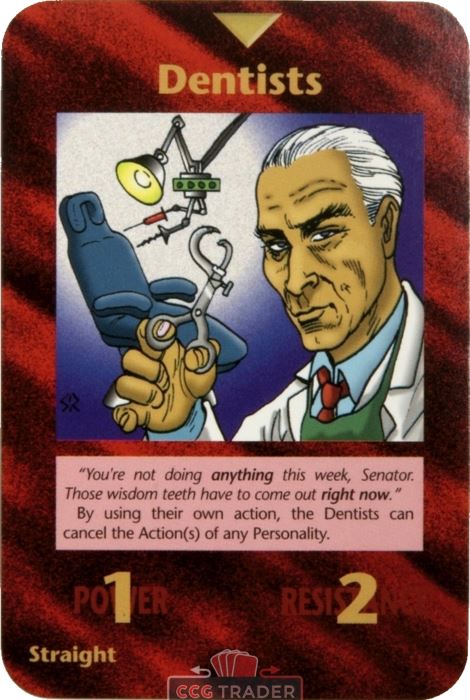 Dentists
"You're not doing anything this week, Senator.
Those wisdom teeth have to come out right now."
By using their own action, the Dentists can
cancel the Action(s) of any Personality.
POWER 1 RESISTANCE 2
Straight
CCG TRADER